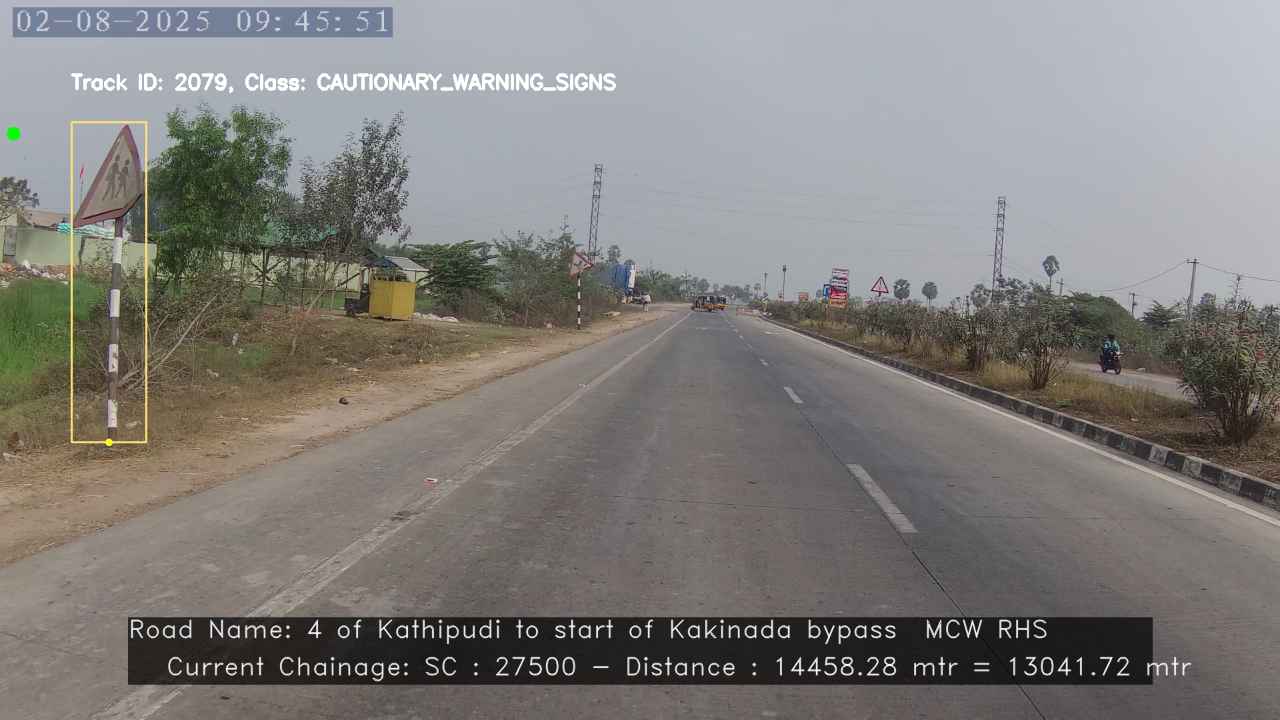 02-08-2025 09:45:51
Track ID: 2079, Class: CAUTIONARY_WARNING_SIGNS
Road Name: 4 of Kathipudi to start of Kakinada bypass MCW RHS
Current Chainage: SC : 27500 - Distance : 14458.28 mtr = 13041.72 mtr